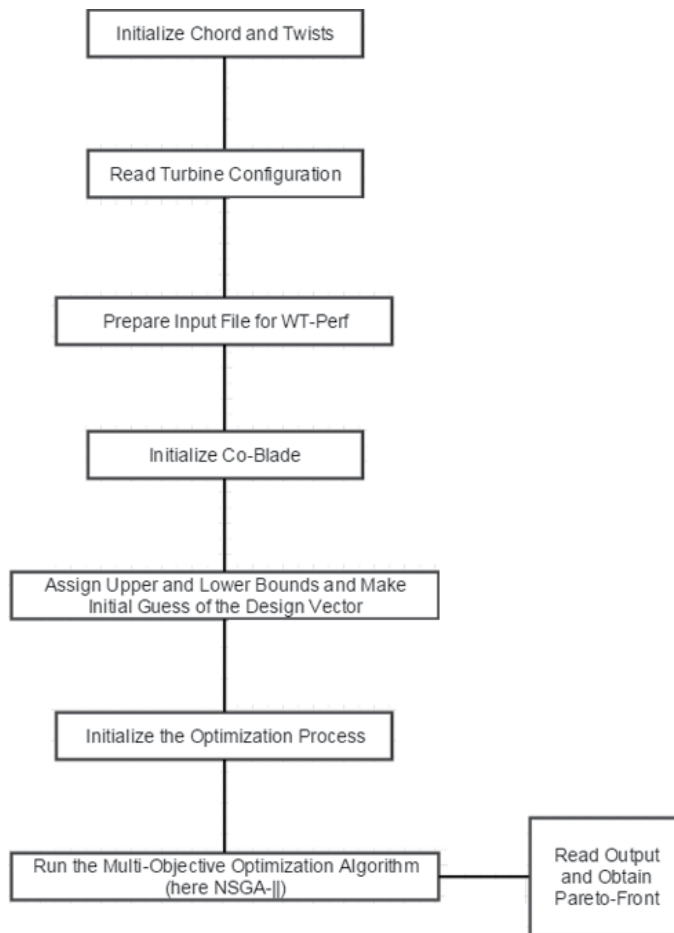 Initialize Chord and Twists
Read Turbine Configuration
Prepare Input File for WT-Perf
Initialize Co-Blade
Assign Upper and Lower Bounds and Make
Initial Guess of the Design Vector
Initialize the Optimization Process
Run the Multi-Objective Optimization Algorithm
(here NSGA-||)
Read Output
and Obtain
Pareto-Front